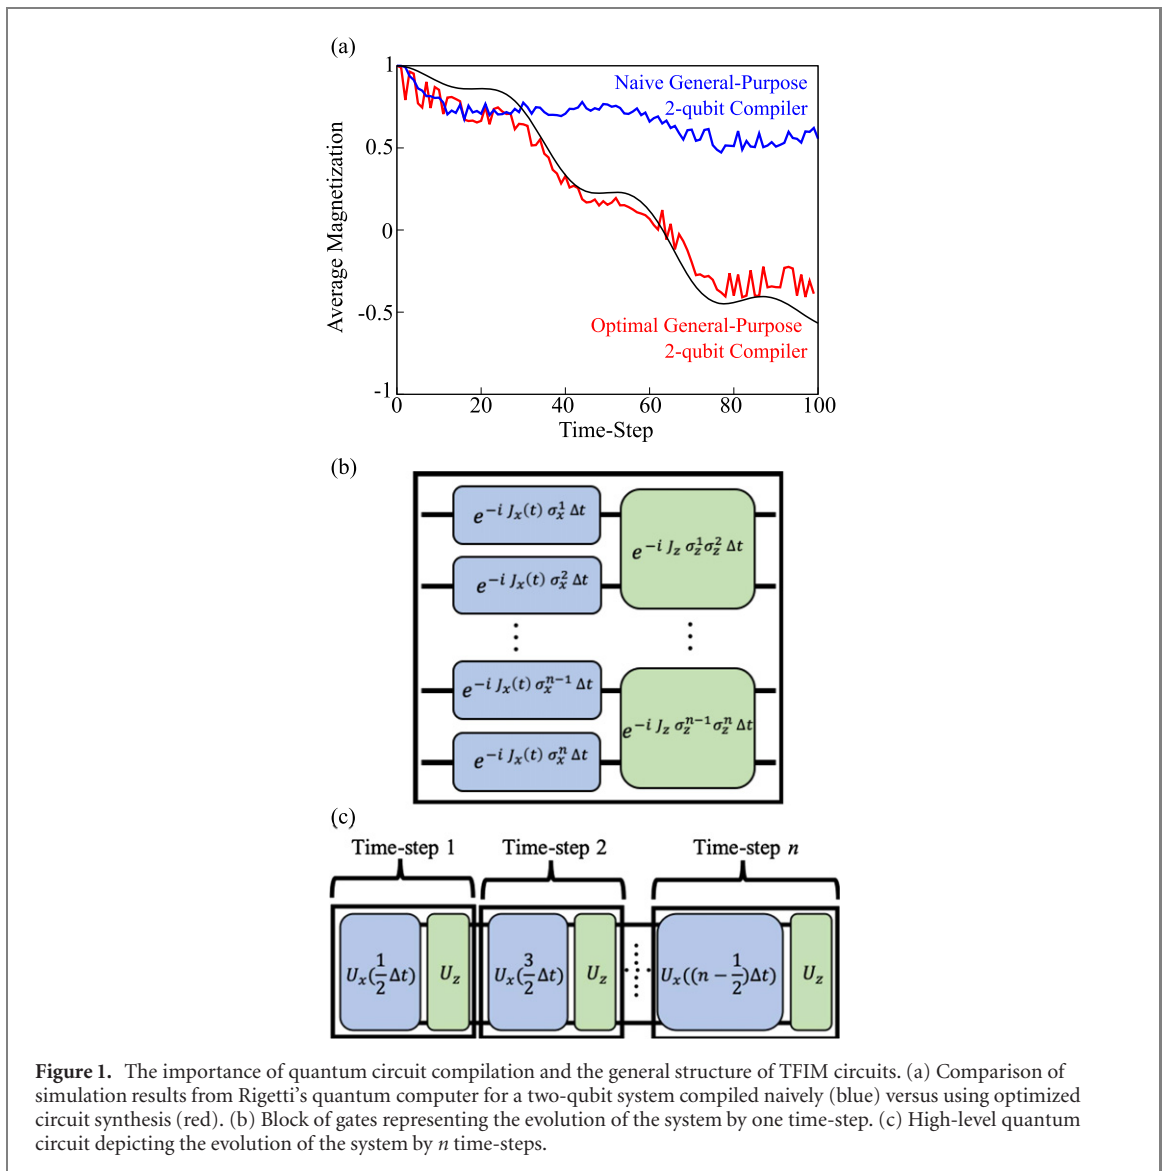 (a)
1
0.5
0
-0.5
-1
Average Magnetization
Naive General-Purpose
2-qubit Compiler
Optimal General-Purpose
2-qubit Compiler
0 20 40 60 80 100
Time-Step
(b)
e^{-i J_x(t) σ_x^1 Δt}
e^{-i J_z σ_z^1 σ_z^2 Δt}
e^{-i J_x(t) σ_x^2 Δt}
e^{-i J_x(t) σ_x^{n-1} Δt}
e^{-i J_z σ_z^{n-1} σ_z^n Δt}
e^{-i J_x(t) σ_x^n Δt}
(c)
Time-step 1 Time-step 2 Time-step n
U_x(\frac{1}{2}Δt) U_z U_x(\frac{3}{2}Δt) U_z U_x((n − \frac{1}{2})Δt) U_z
Figure 1. The importance of quantum circuit compilation and the general structure of TFIM circuits. (a) Comparison of
simulation results from Rigetti's quantum computer for a two-qubit system compiled naively (blue) versus using optimized
circuit synthesis (red). (b) Block of gates representing the evolution of the system by one time-step. (c) High-level quantum
circuit depicting the evolution of the system by n time-steps.